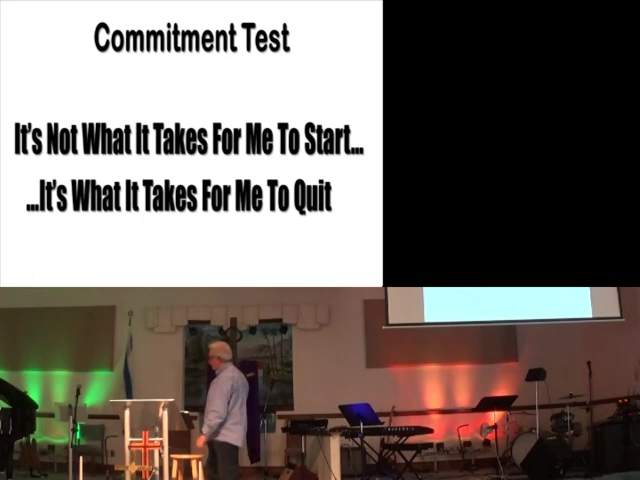 Commitment Test
It's Not What It Takes For Me To Start...
...It's What It Takes For Me To Quit